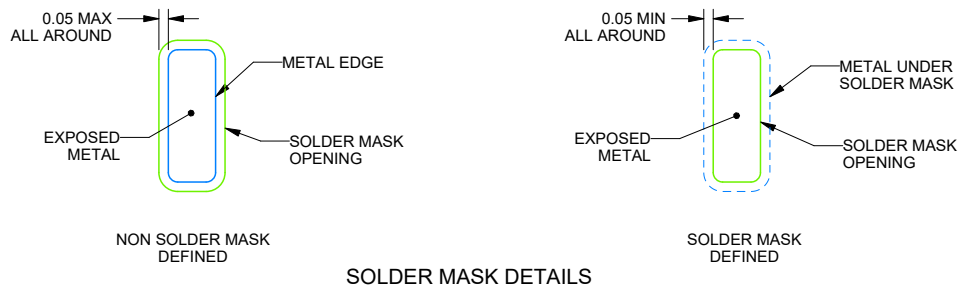 0.05 MAX
ALL AROUND
METAL EDGE
EXPOSED
METAL
SOLDER MASK
OPENING
NON SOLDER MASK
DEFINED
0.05 MIN
ALL AROUND
METAL UNDER
SOLDER MASK
EXPOSED
METAL
SOLDER MASK
OPENING
SOLDER MASK
DEFINED
SOLDER MASK DETAILS